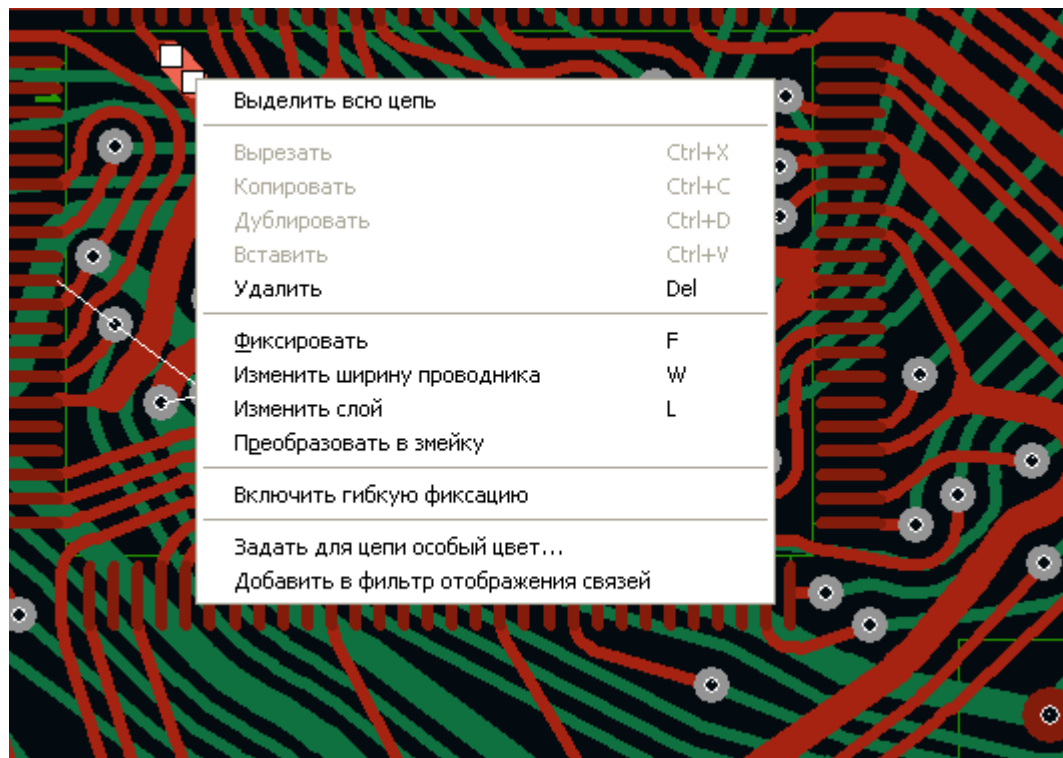 Выделить всю цепь
Вырезать Ctrl+X
Копировать Ctrl+C
Дублировать Ctrl+D
Вставить Ctrl+V
Удалить Del
Фиксировать F
Изменить ширину проводника W
Изменить слой L
Преобразовать в змейку
Включить гибкую фиксацию
Задать для цепи особый цвет...
Добавить в фильтр отображения связей